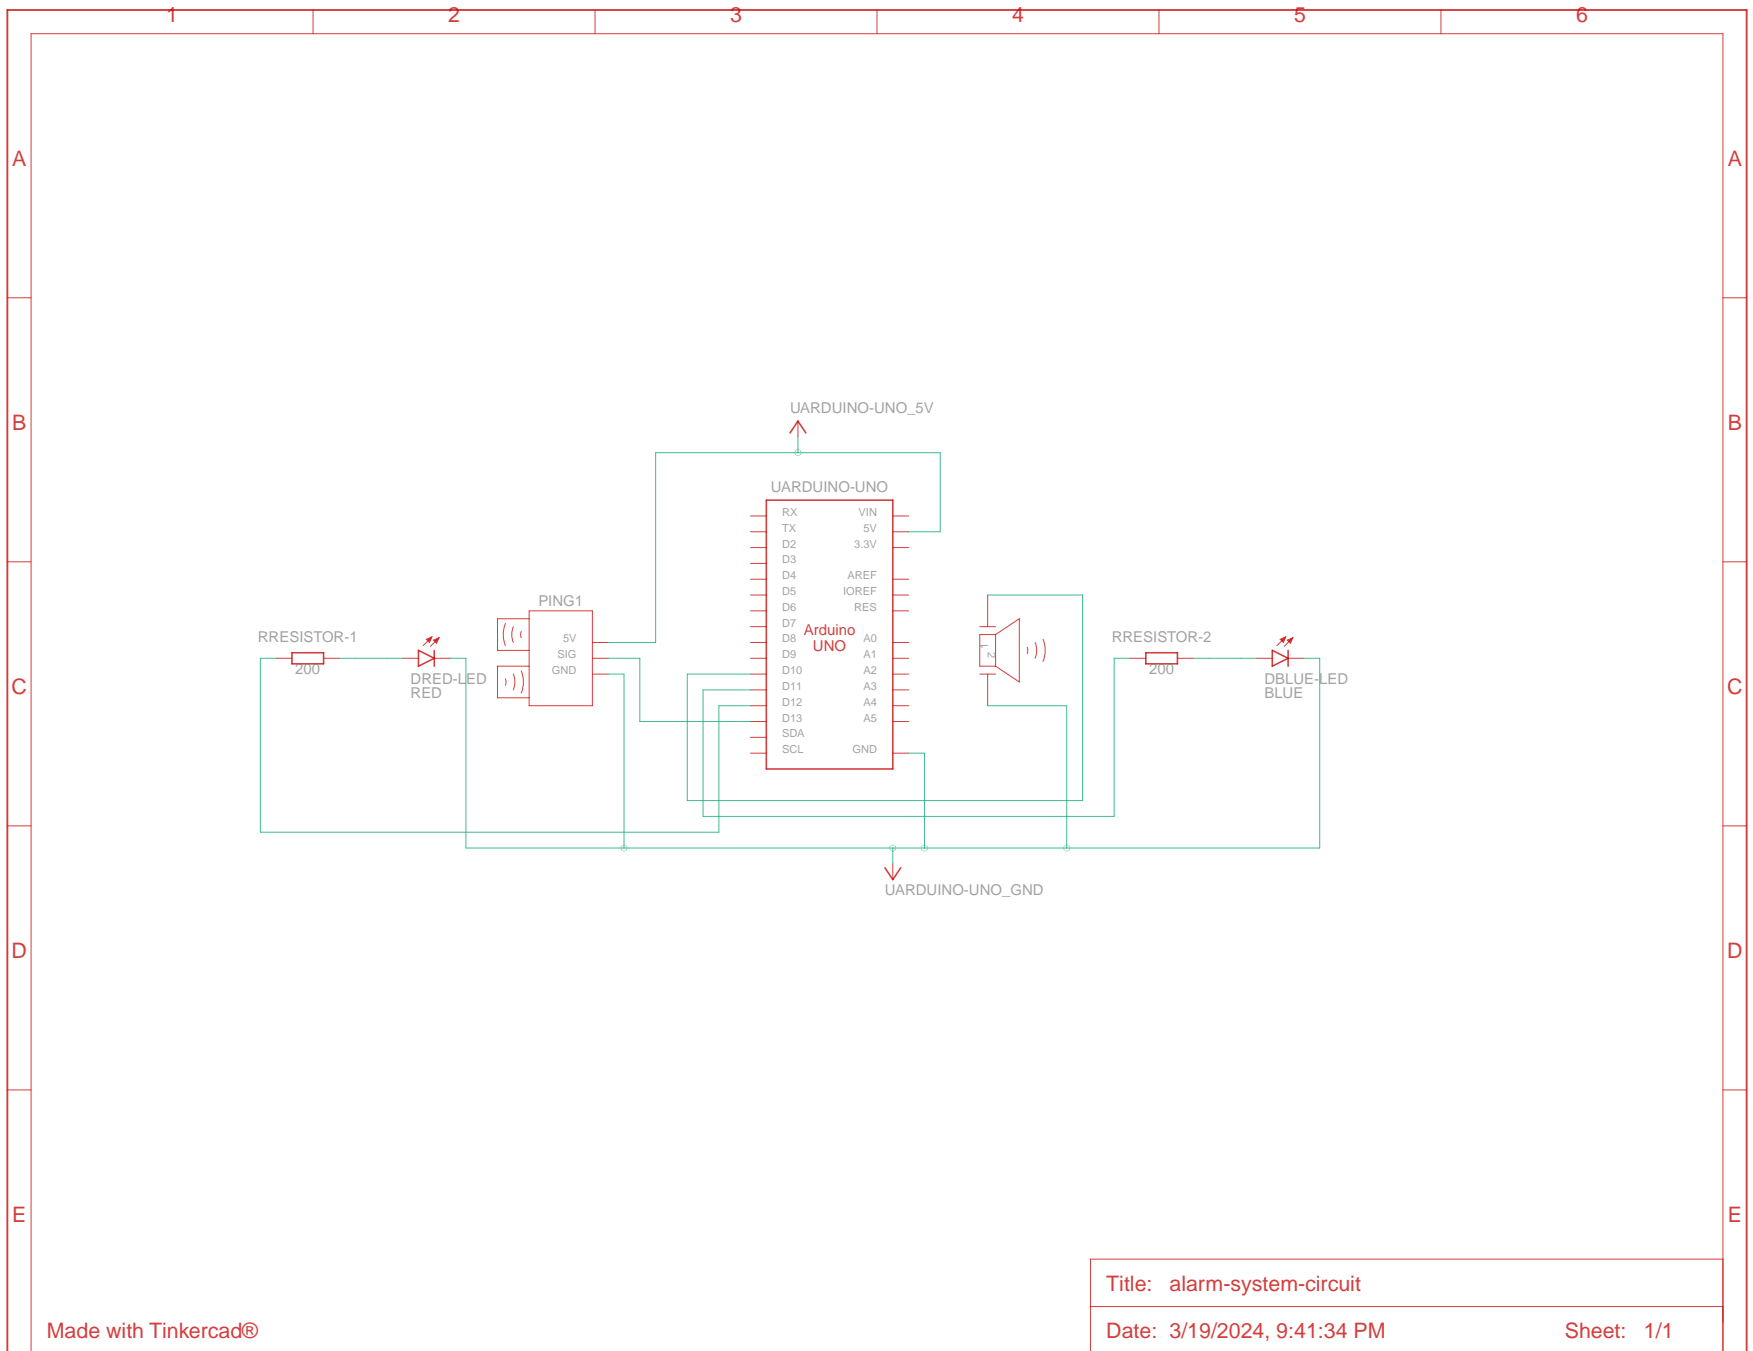 1 2 3 4 5 6
A A
B B
UARDUINO-UNO_5V
UARDUINO-UNO
RX VIN
TX 5V
D2 3.3V
D3
D4 AREF
D5 IOREF
D6 RES
D7
D8 A0
D9 A1
D10 A2
D11 A3
D12 A4
D13 A5
SDA
SCL GND
Arduino
UNO
PING1
5V
SIG
GND
RRESISTOR-1
200
DRED-LED
RED
1
2
RRESISTOR-2
200
DBLUE-LED
BLUE
C C
UARDUINO-UNO_GND
D D
E E
Title: alarm-system-circuit
Made with Tinkercad®
Date: 3/19/2024, 9:41:34 PM Sheet: 1/1